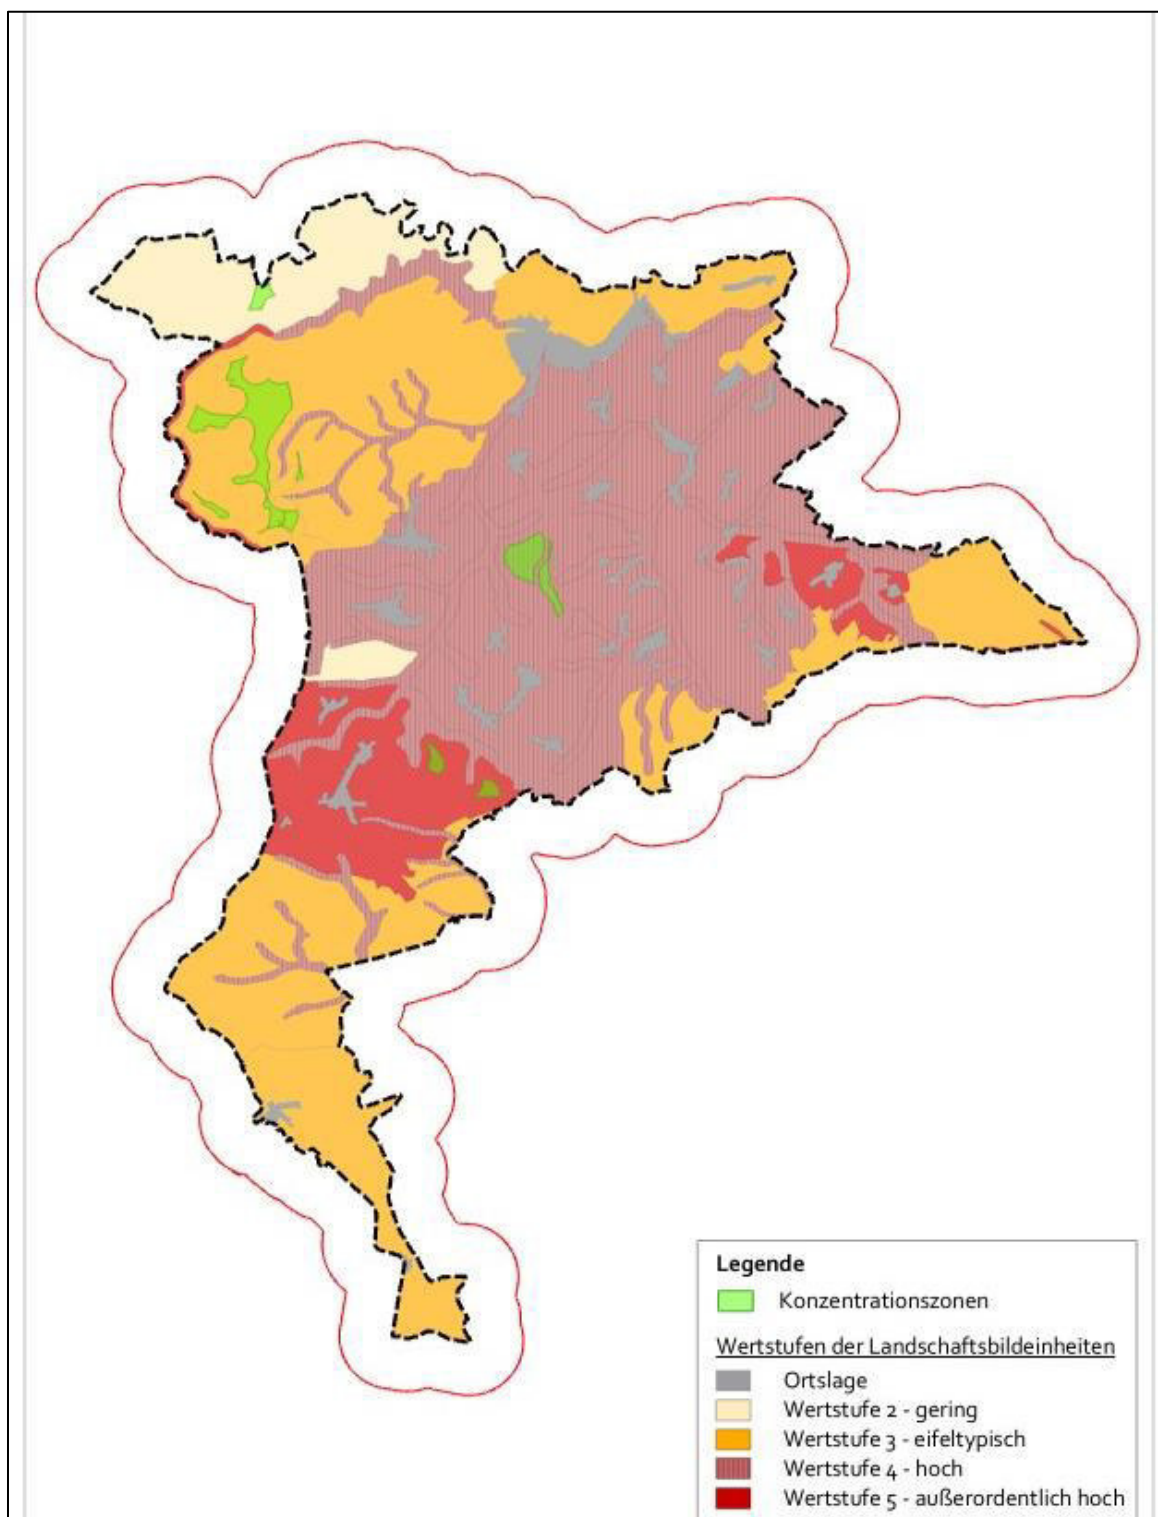 Legende
Konzentrationszonen
Wertstufen der Landschaftsbildeinheiten
Ortslage
Wertstufe 2 - gering
Wertstufe 3 - eifeltypisch
Wertstufe 4 - hoch
Wertstufe 5 - außerordentlich hoch